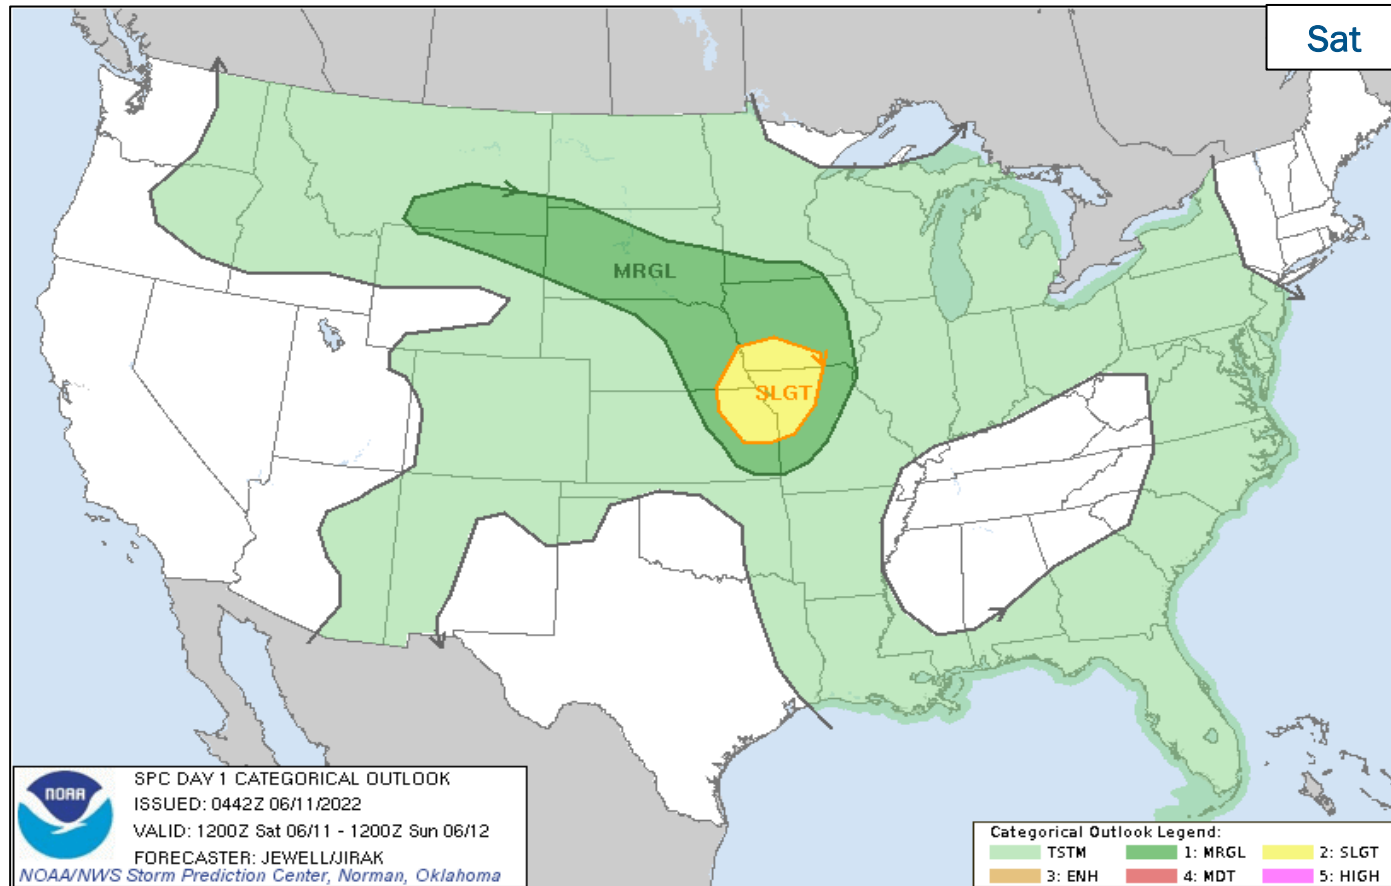 Sat
MRGL
SLGT
NOAA
SPC DAY 1 CATEGORICAL OUTLOOK
ISSUED: 0442Z 06/11/2022
VALID: 1200Z Sat 06/11 - 1200Z Sun 06/12
FORECASTER: JEWELL/JIRAK
NOAA/NWS Storm Prediction Center, Norman, Oklahoma
Categorical Outlook Legend:
TSTM 1: MRGL 2: SLGT
3: ENH 4: MDT 5: HIGH